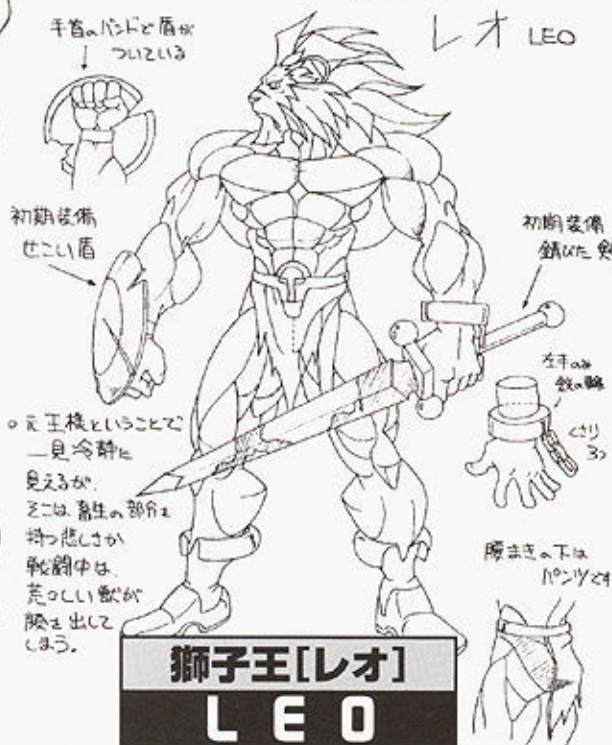 レオ LEO
手首のバンドで盾が
ついている
初期装備
せこい盾
初期装備
錆びた剣
左手のみ
鉄の輪
くさり
3つ
○元王様ということで
一見冷静に
見えるが、
そこは畜生の部分を
持つ悲しさか
戦闘中は、
荒々しい獣が
顔を出して
しまう。
腰まきの下は
パンツです
獅子王[レオ]
LEO